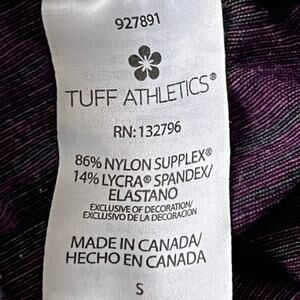 927891
TUFF ATHLETICS®
RN: 132796
86% NYLON SUPPLEX®
14% LYCRA® SPANDEX/
ELASTANO
EXCLUSIVE OF DECORATION/
EXCLUSIVO DE LA DECORACION
MADE IN CANADA/
HECHO EN CANADA
S